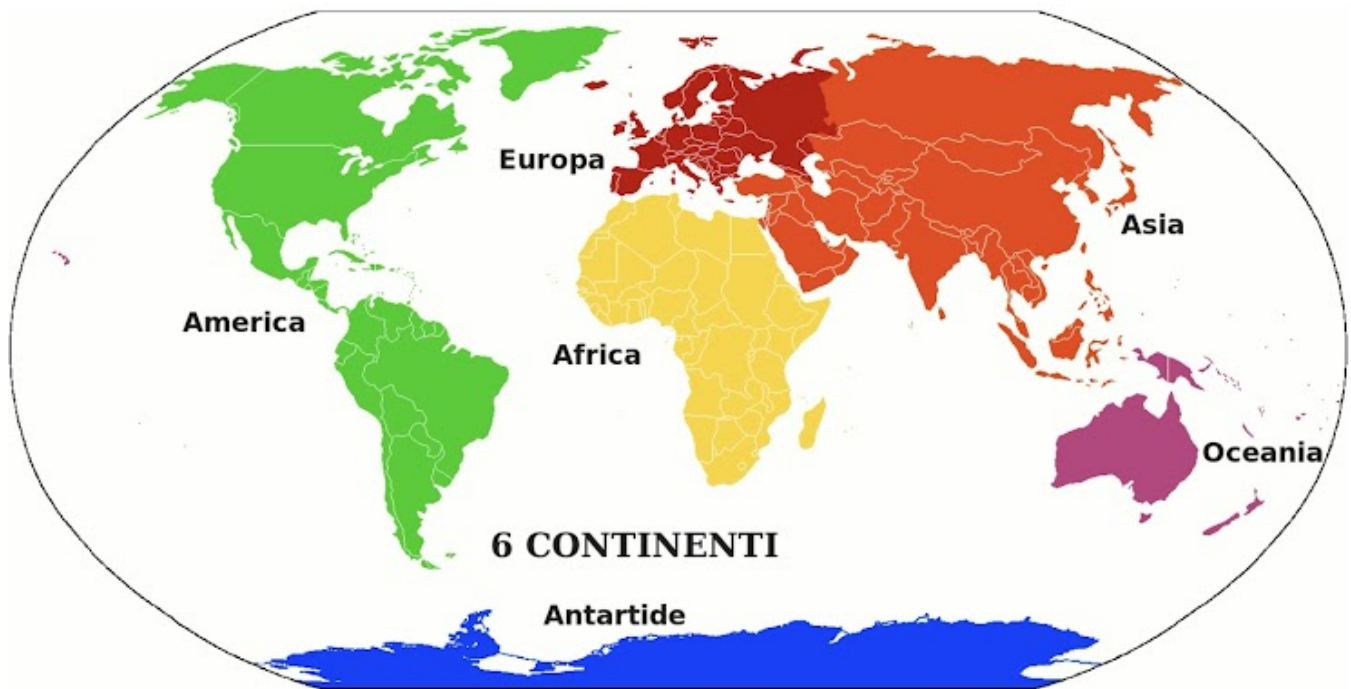 Europa
Asia
America
Africa
Oceania
6 CONTINENTI
Antartide